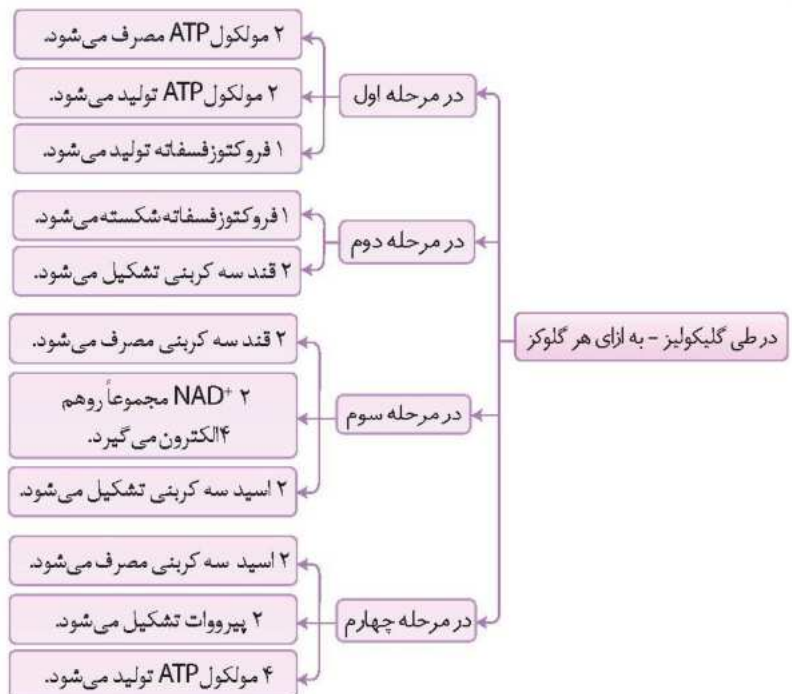 در طی گلیکولیز - به ازای هر گلوکز
در مرحله اول
۲ مولکول ATP مصرف می‌شود.
۲ مولکول ATP تولید می‌شود.
۱ فروکتوزفسفاته تولید می‌شود.
در مرحله دوم
۱ فروکتوزفسفاته شکسته می‌شود.
۲ قند سه کربنی تشکیل می‌شود.
در مرحله سوم
۲ قند سه کربنی مصرف می‌شود.
۲ NAD⁺ مجموعاً روهم
۴ الکترون می‌گیرد.
۲ اسید سه کربنی تشکیل می‌شود.
در مرحله چهارم
۲ اسید سه کربنی مصرف می‌شود.
۲ پیرووات تشکیل می‌شود.
۴ مولکول ATP تولید می‌شود.